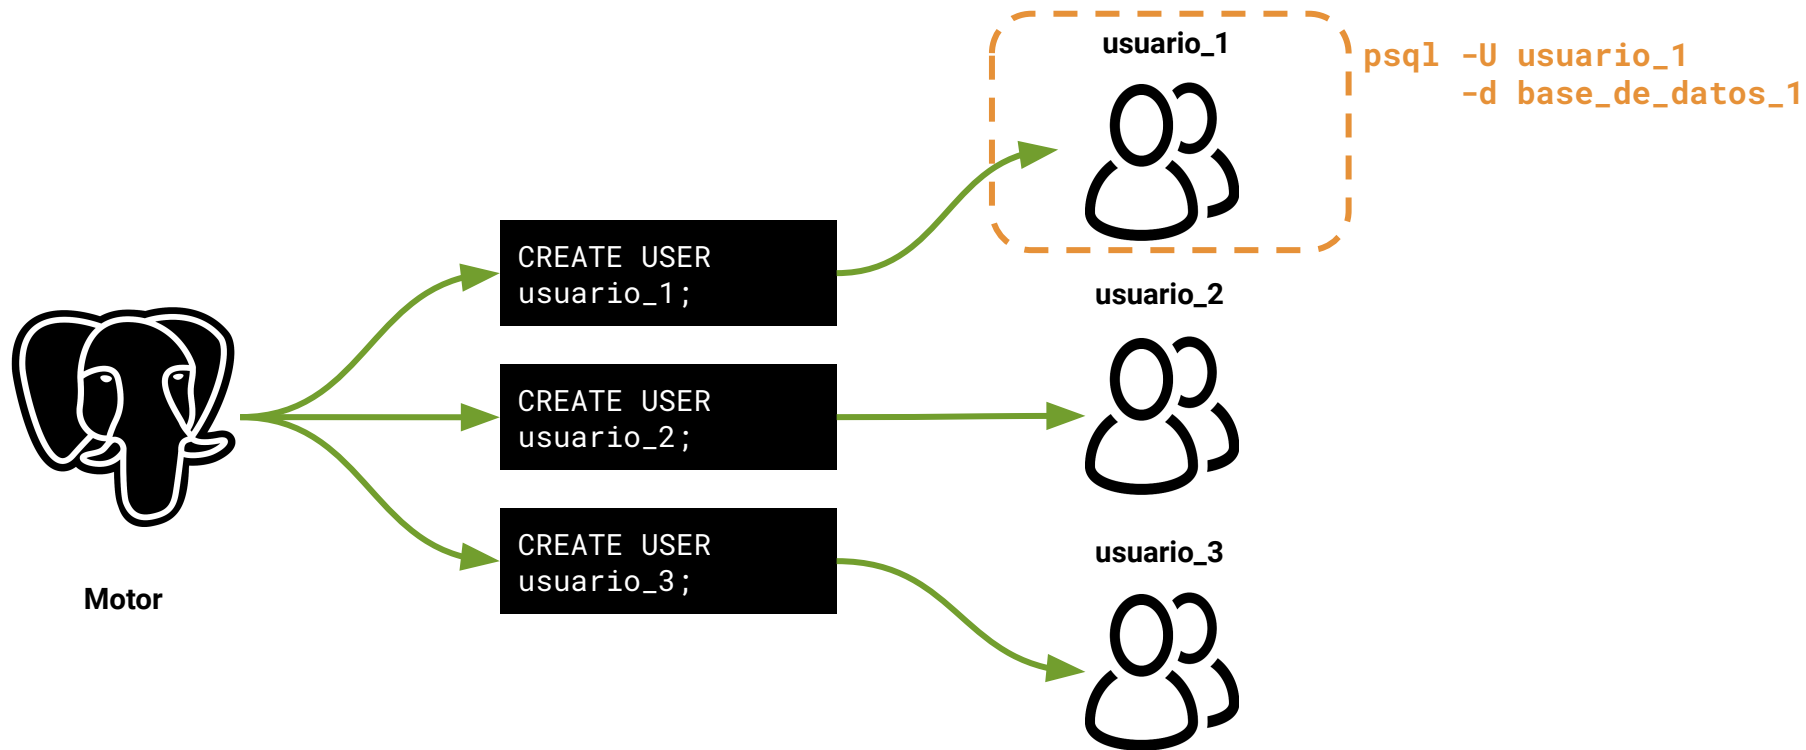 usuario_1
psql -U usuario_1
-d base_de_datos_1
CREATE USER
usuario_1;
usuario_2
CREATE USER
usuario_2;
usuario_3
CREATE USER
usuario_3;
Motor